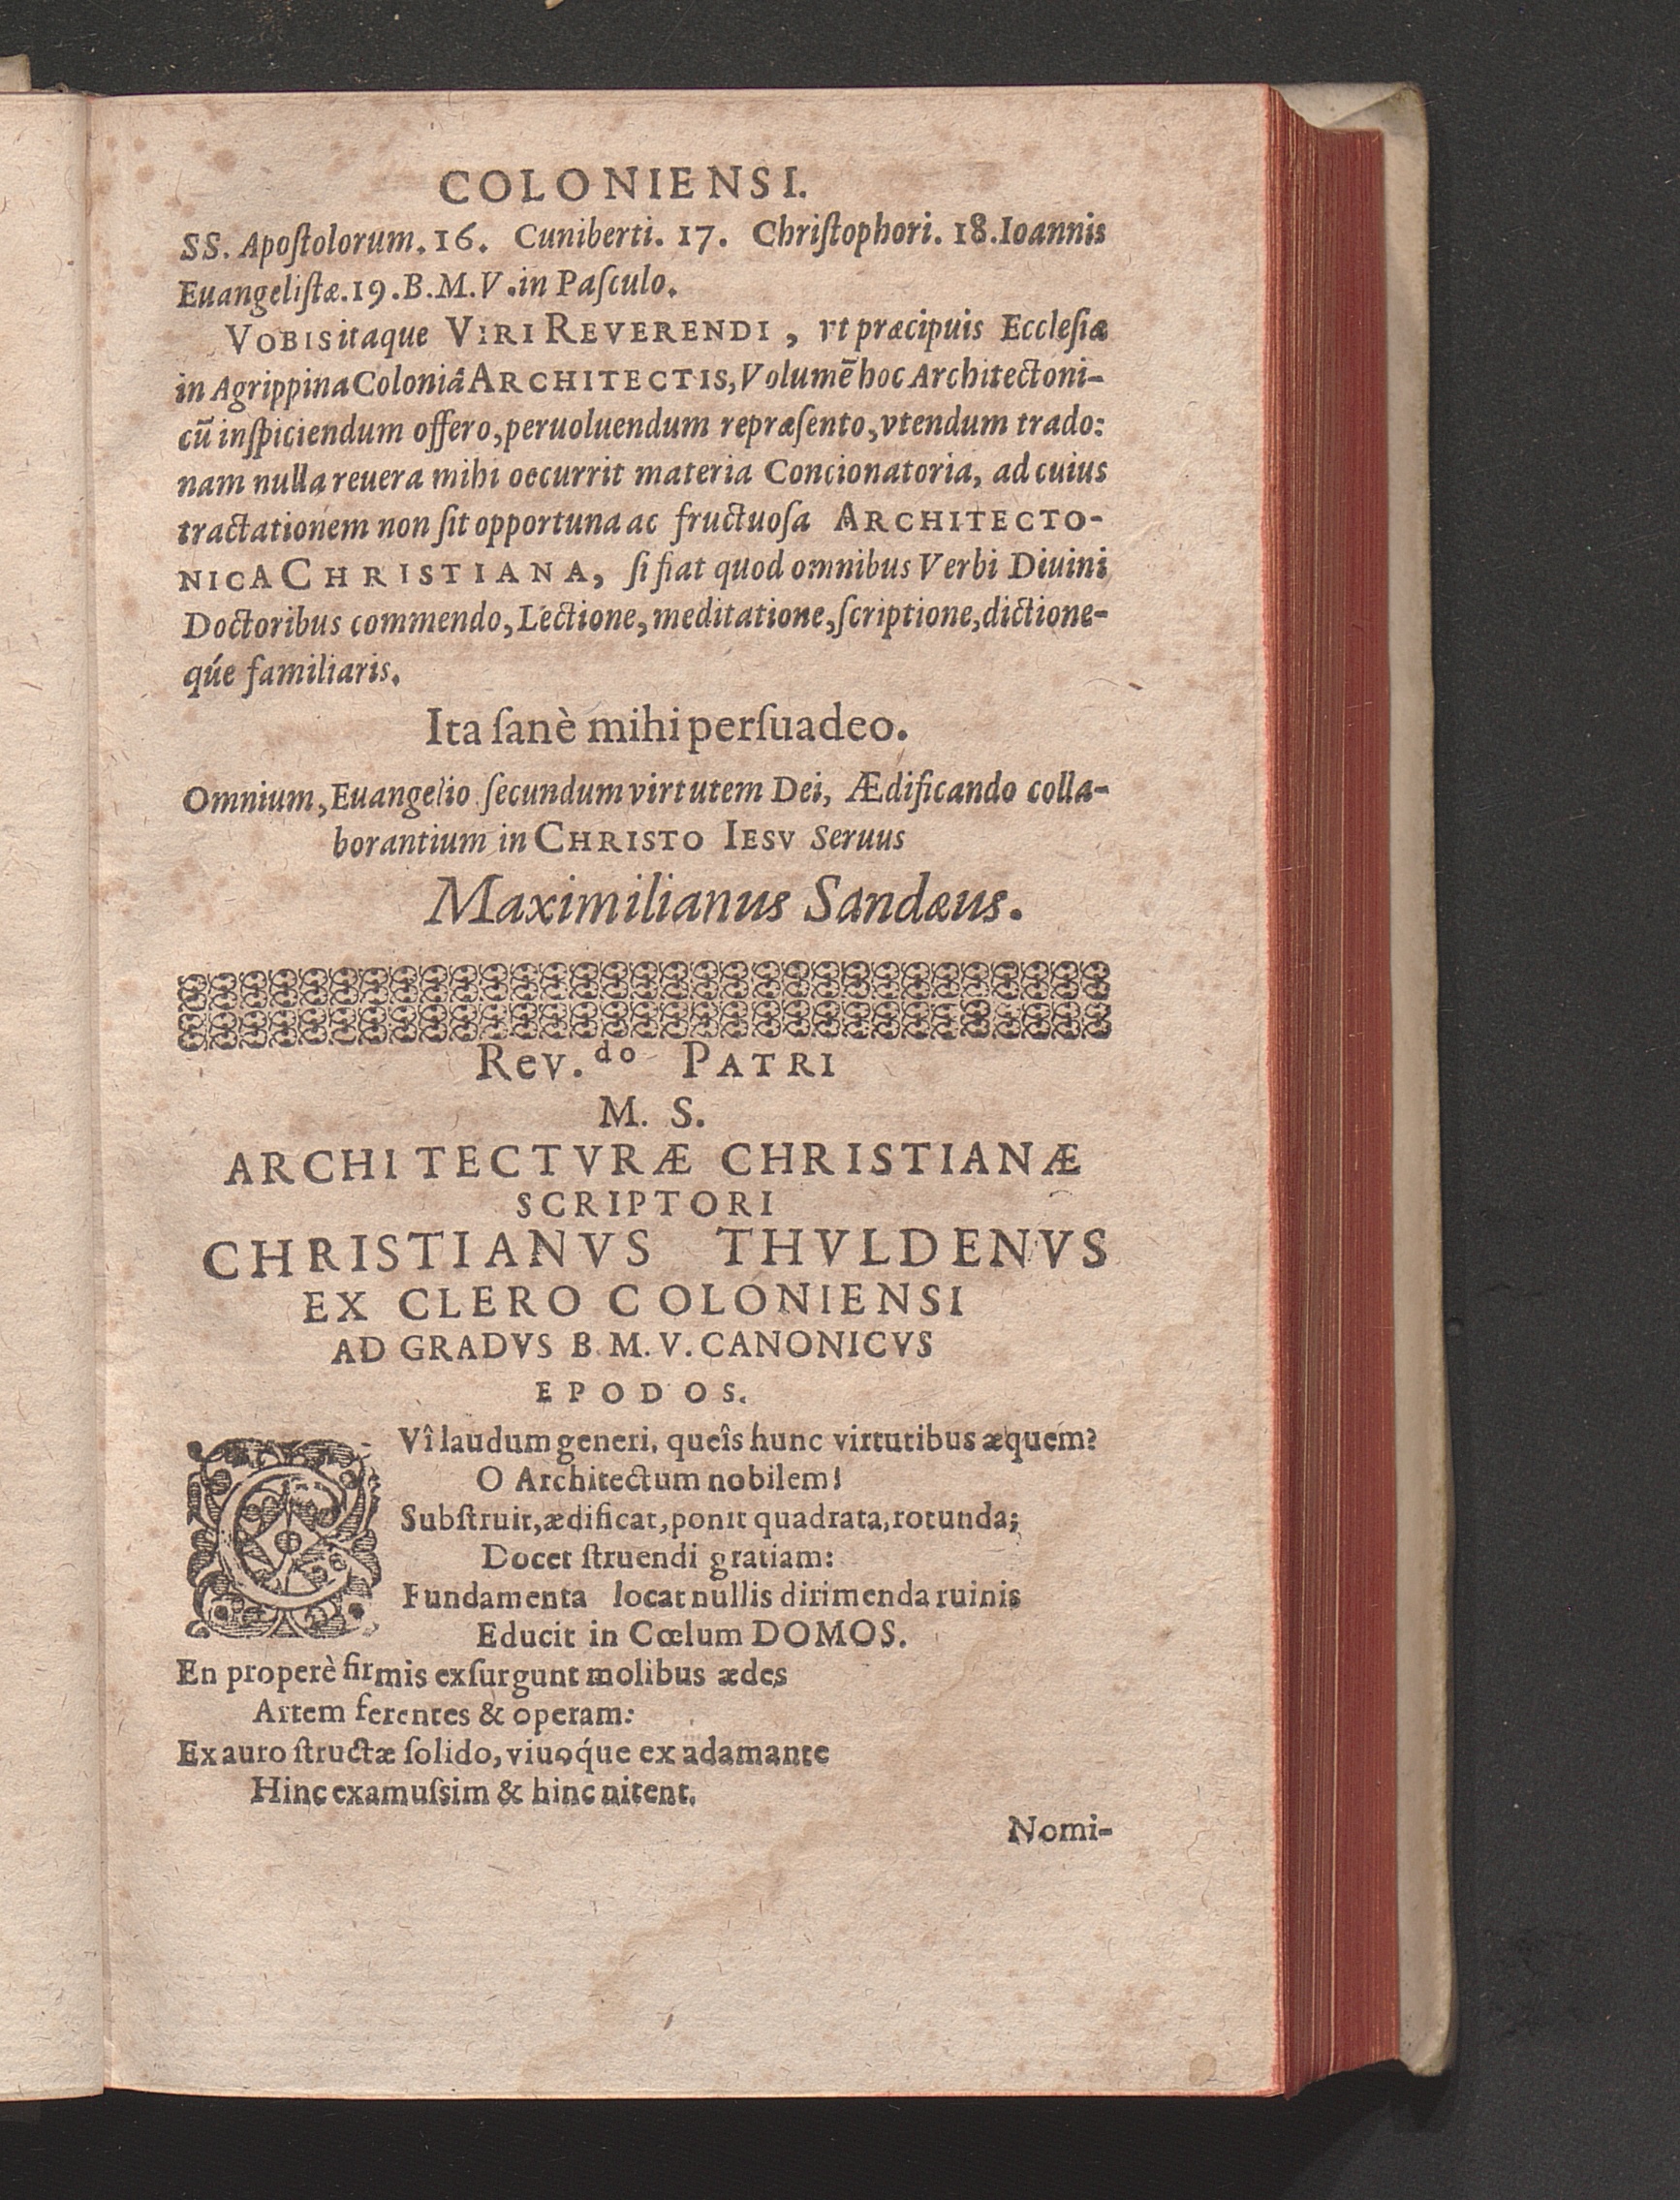 COLONIENSI.
SS. Apoſtolorum. 16. Cuniberti. 17. Chriſtophori. 18. Ioannis
Euangeliſtæ. 19. B. M. V. in Paſculo.
VOBIS itaque VIRI REVERENDI, vt præcipuis Eccleſiæ
in Agrippina Coloniâ ARCHITECTIS, Volumē hoc Architectoni-
cū inſpiciendum offero, peruoluendum repræſento, vtendum trado:
nam nulla reuera mihi occurrit materia Concionatoria, ad cuius
tractationem non ſit opportuna ac fructuoſa ARCHITECTO-
NICA CHRISTIANA, ſi fiat quod omnibus Verbi Diuini
Doctoribus commendo, Lectione, meditatione, ſcriptione, dictione-
q́ue familiaris.
Ita ſanè mihi perſuadeo.
Omnium, Euangelio ſecundum virtutem Dei, Ædificando colla-
borantium in CHRISTO IESV Seruus
Maximilianus Sandæus.
Rev.do PATRI
M. S.
ARCHITECTVRÆ CHRISTIANÆ
SCRIPTORI
CHRISTIANVS THVLDENVS
EX CLERO COLONIENSI
AD GRADVS B. M. V. CANONICVS
EPODOS.
QVî laudum generi, queîs hunc virtutibus æquem?
O Architectum nobilem!
Subſtruit, ædificat, ponit quadrata, rotunda;
Docet ſtruendi gratiam:
Fundamenta locat nullis dirimenda ruinis
Educit in Cœlum DOMOS.
En properè firmis exſurgunt molibus ædes
Artem ferentes & operam:
Ex auro ſtructæ ſolido, viuoq́ue ex adamante
Hinc examuſsim & hinc nitent.
Nomi-